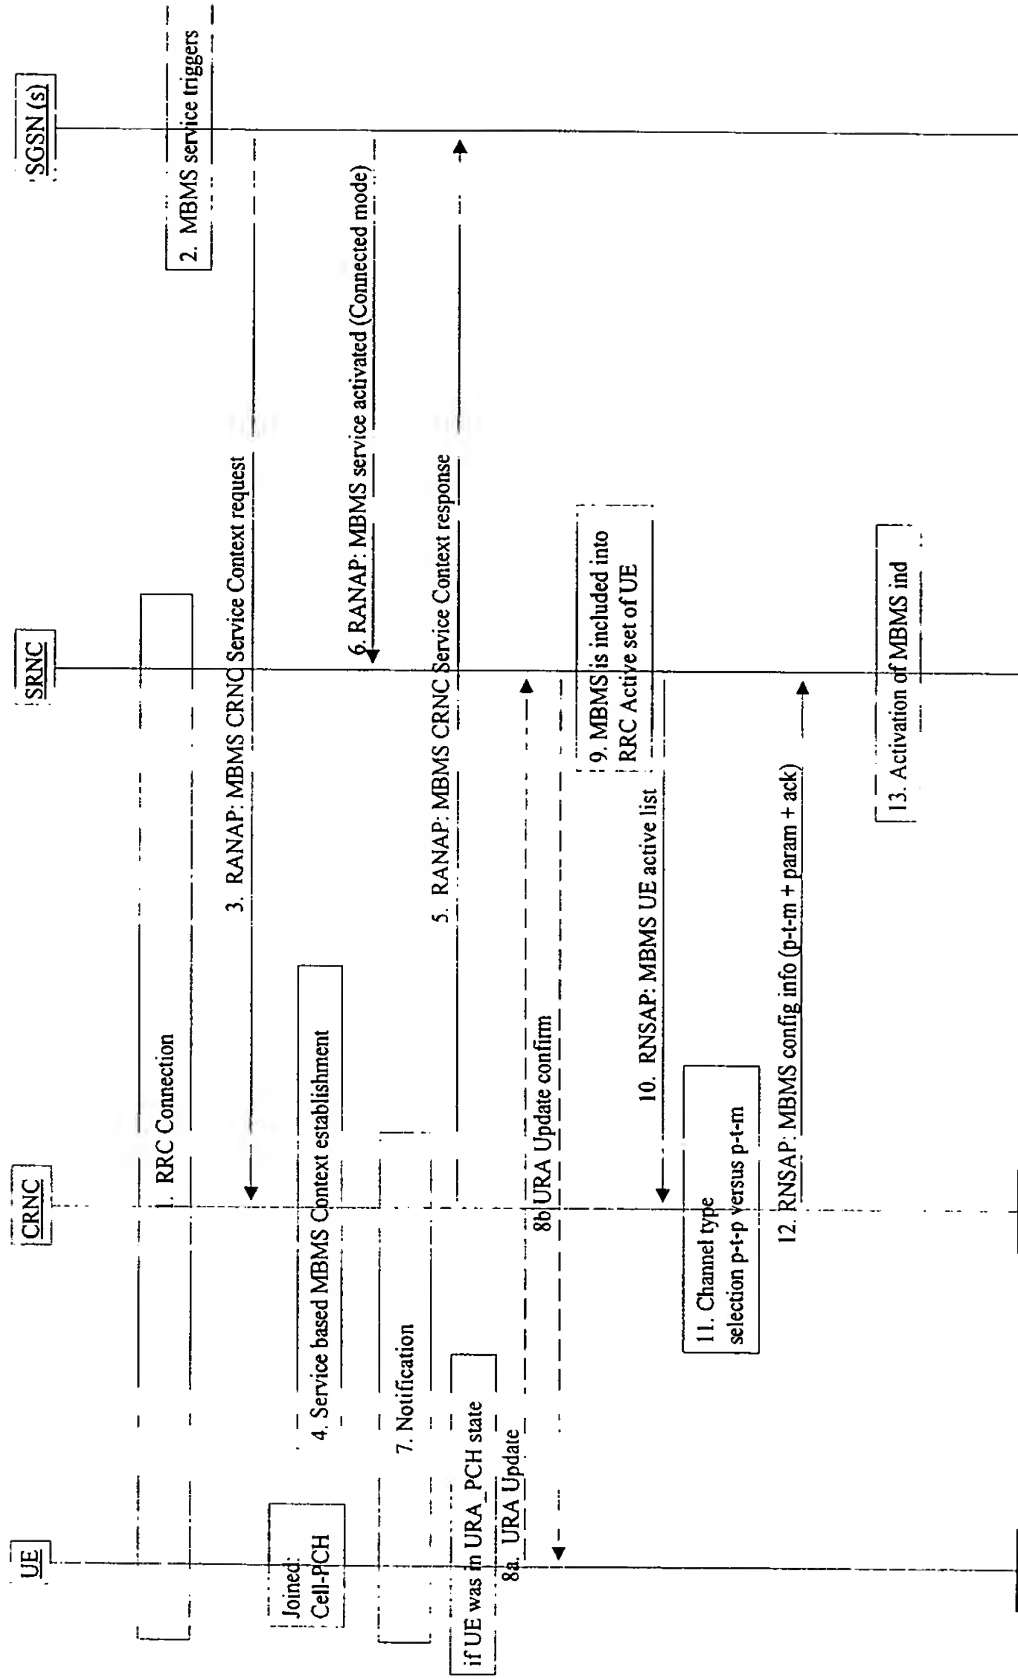 UE
CRNC
SRNC
SGSN (s)
1. RRC Connection
2. MBMS service triggers
3. RANAP: MBMS CRNC Service Context request
Joined:
Cell-PCH
4. Service based MBMS Context establishment
6. RANAP: MBMS service activated (Connected mode)
7. Notification
5. RANAP: MBMS CRNC Service Context response
if UE was in URA_PCH state
8a. URA Update
8b URA Update confirm
9. MBMS is included into
RRC Active set of UE
10. RNSAP: MBMS UE active list
11. Channel type
selection p-t-p versus p-t-m
12. RNSAP: MBMS config info (p-t-m + param + ack)
13. Activation of MBMS ind